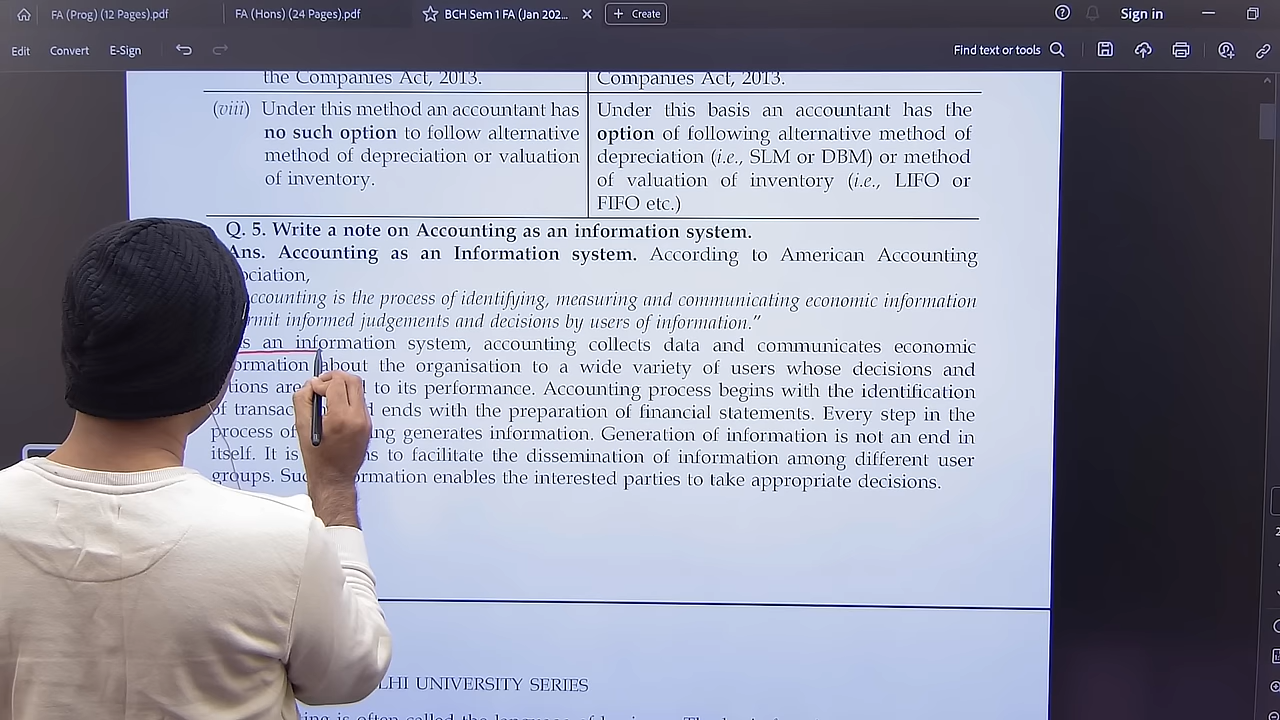 FA (Prog) (12 Pages).pdf
FA (Hons) (24 Pages).pdf
BCH Sem 1 FA (Jan 202...
Create
Sign in
Edit
Convert
E-Sign
Find text or tools
the Companies Act, 2013.
Companies Act, 2013.
(viii) Under this method an accountant has
no such option to follow alternative
method of depreciation or valuation
of inventory.
Under this basis an accountant has the
option of following alternative method of
depreciation (i.e., SLM or DBM) or method
of valuation of inventory (i.e., LIFO or
FIFO etc.)
Q. 5. Write a note on Accounting as an information system.
Ans. Accounting as an Information system. According to American Accounting
is the process of identifying, measuring and communicating economic information
informed judgements and decisions by users of information.”
an information system, accounting collects data and communicates economic
about the organisation to a wide variety of users whose decisions and
are to its performance. Accounting process begins with the identification
of ends with the preparation of financial statements. Every step in the
process of generates information. Generation of information is not an end in
itself. It is to facilitate the dissemination of information among different user
groups. enables the interested parties to take appropriate decisions.
UNIVERSITY SERIES
is often called the language of